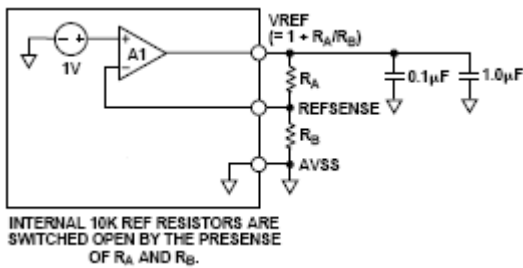 VREF
(= 1 + RA/RB)
+
A1
1V
−
RA
0.1μF
1.0μF
REFSENSE
RB
AVSS
INTERNAL 10K REF RESISTORS ARE
SWITCHED OPEN BY THE PRESENSE
OF RA AND RB.